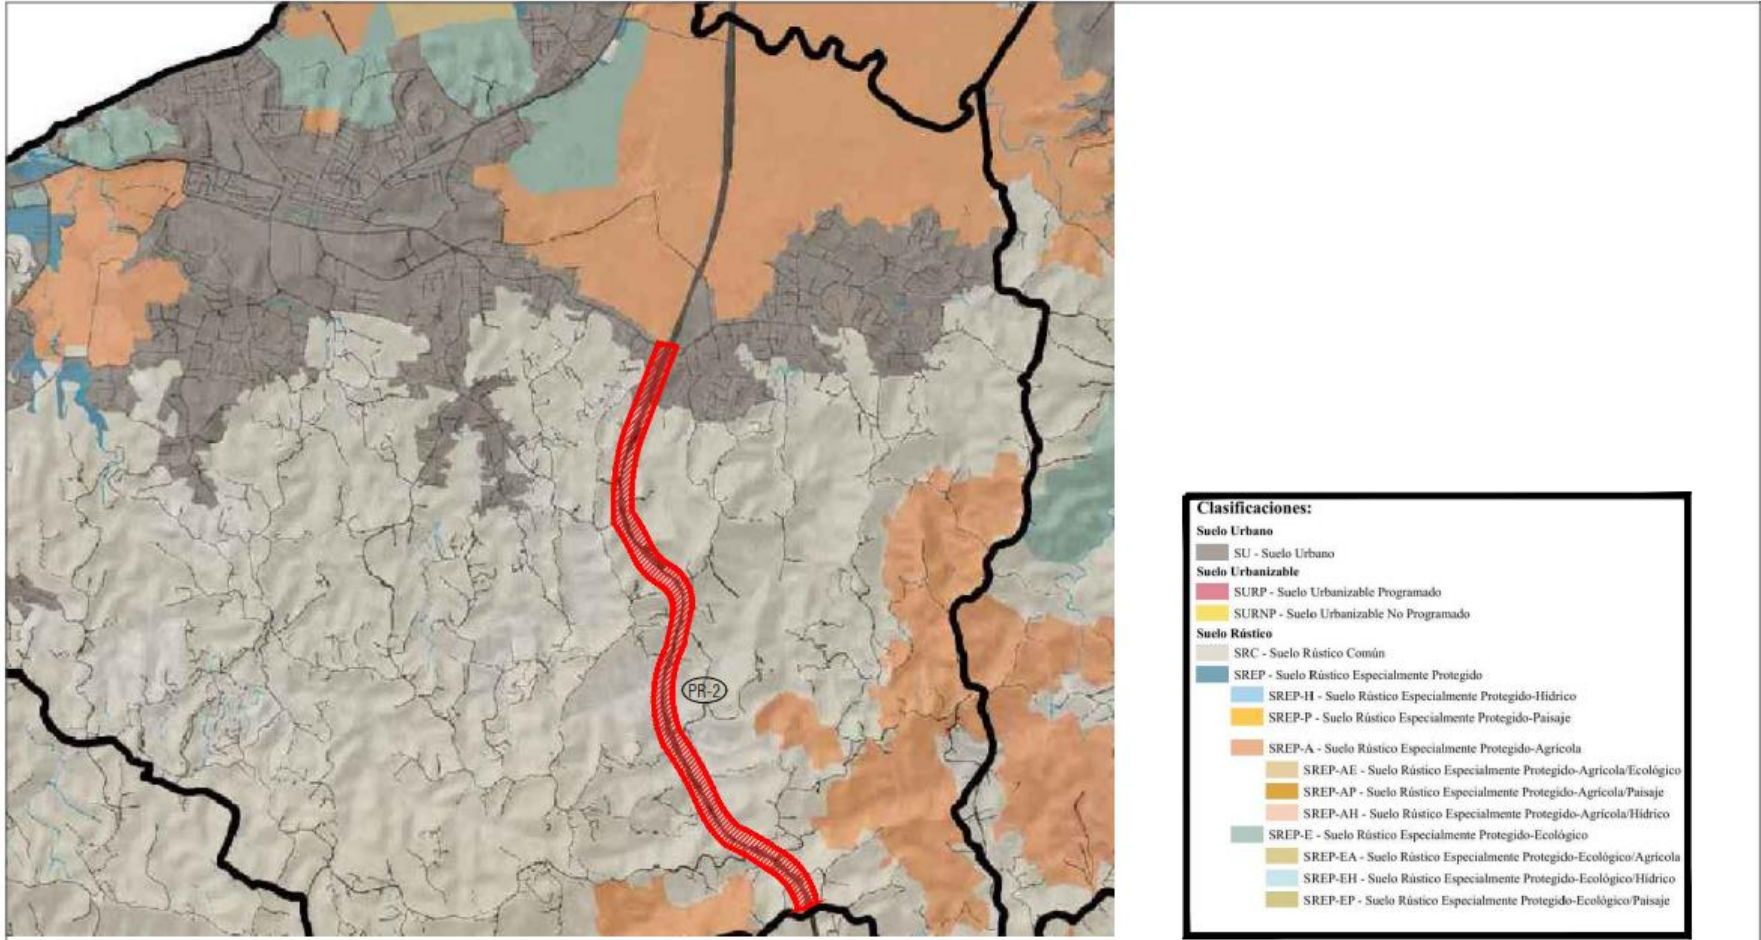 PR-2
Clasificaciones:
Suelo Urbano
SU - Suelo Urbano
Suelo Urbanizable
SURP - Suelo Urbanizable Programado
SURNP - Suelo Urbanizable No Programado
Suelo Rústico
SRC - Suelo Rústico Común
SREP - Suelo Rústico Especialmente Protegido
SREP-H - Suelo Rústico Especialmente Protegido-Hídrico
SREP-P - Suelo Rústico Especialmente Protegido-Paisaje
SREP-A - Suelo Rústico Especialmente Protegido-Agrícola
SREP-AE - Suelo Rústico Especialmente Protegido-Agrícola/Ecológico
SREP-AP - Suelo Rústico Especialmente Protegido-Agrícola/Paisaje
SREP-AH - Suelo Rústico Especialmente Protegido-Agrícola/Hídrico
SREP-E - Suelo Rústico Especialmente Protegido-Ecológico
SREP-EA - Suelo Rústico Especialmente Protegido-Ecológico/Agrícola
SREP-EH - Suelo Rústico Especialmente Protegido-Ecológico/Hídrico
SREP-EP - Suelo Rústico Especialmente Protegido-Ecológico/Paisaje